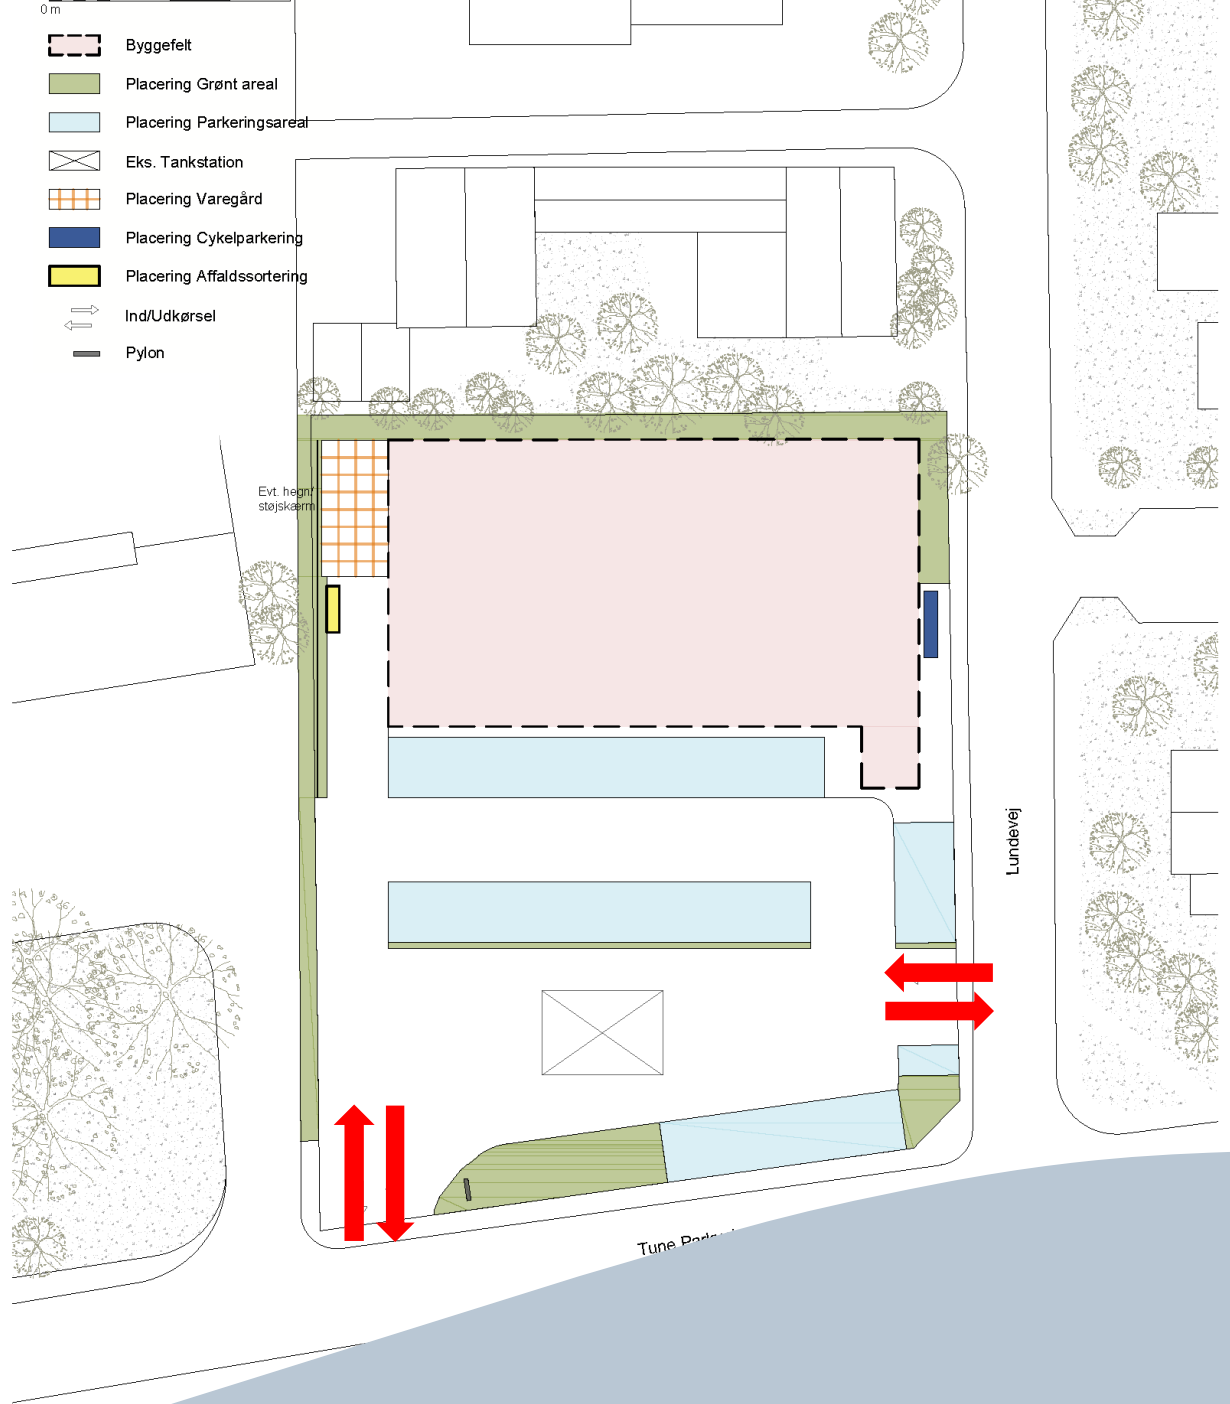 0 m
Byggefelt
Placering Grønt areal
Placering Parkeringsareal
Eks. Tankstation
Placering Varegård
Placering Cykelparkering
Placering Affaldssortering
Ind/Udkørsel
Pylon
Evt. hegn/
støjskærm
Lundevej
Tune